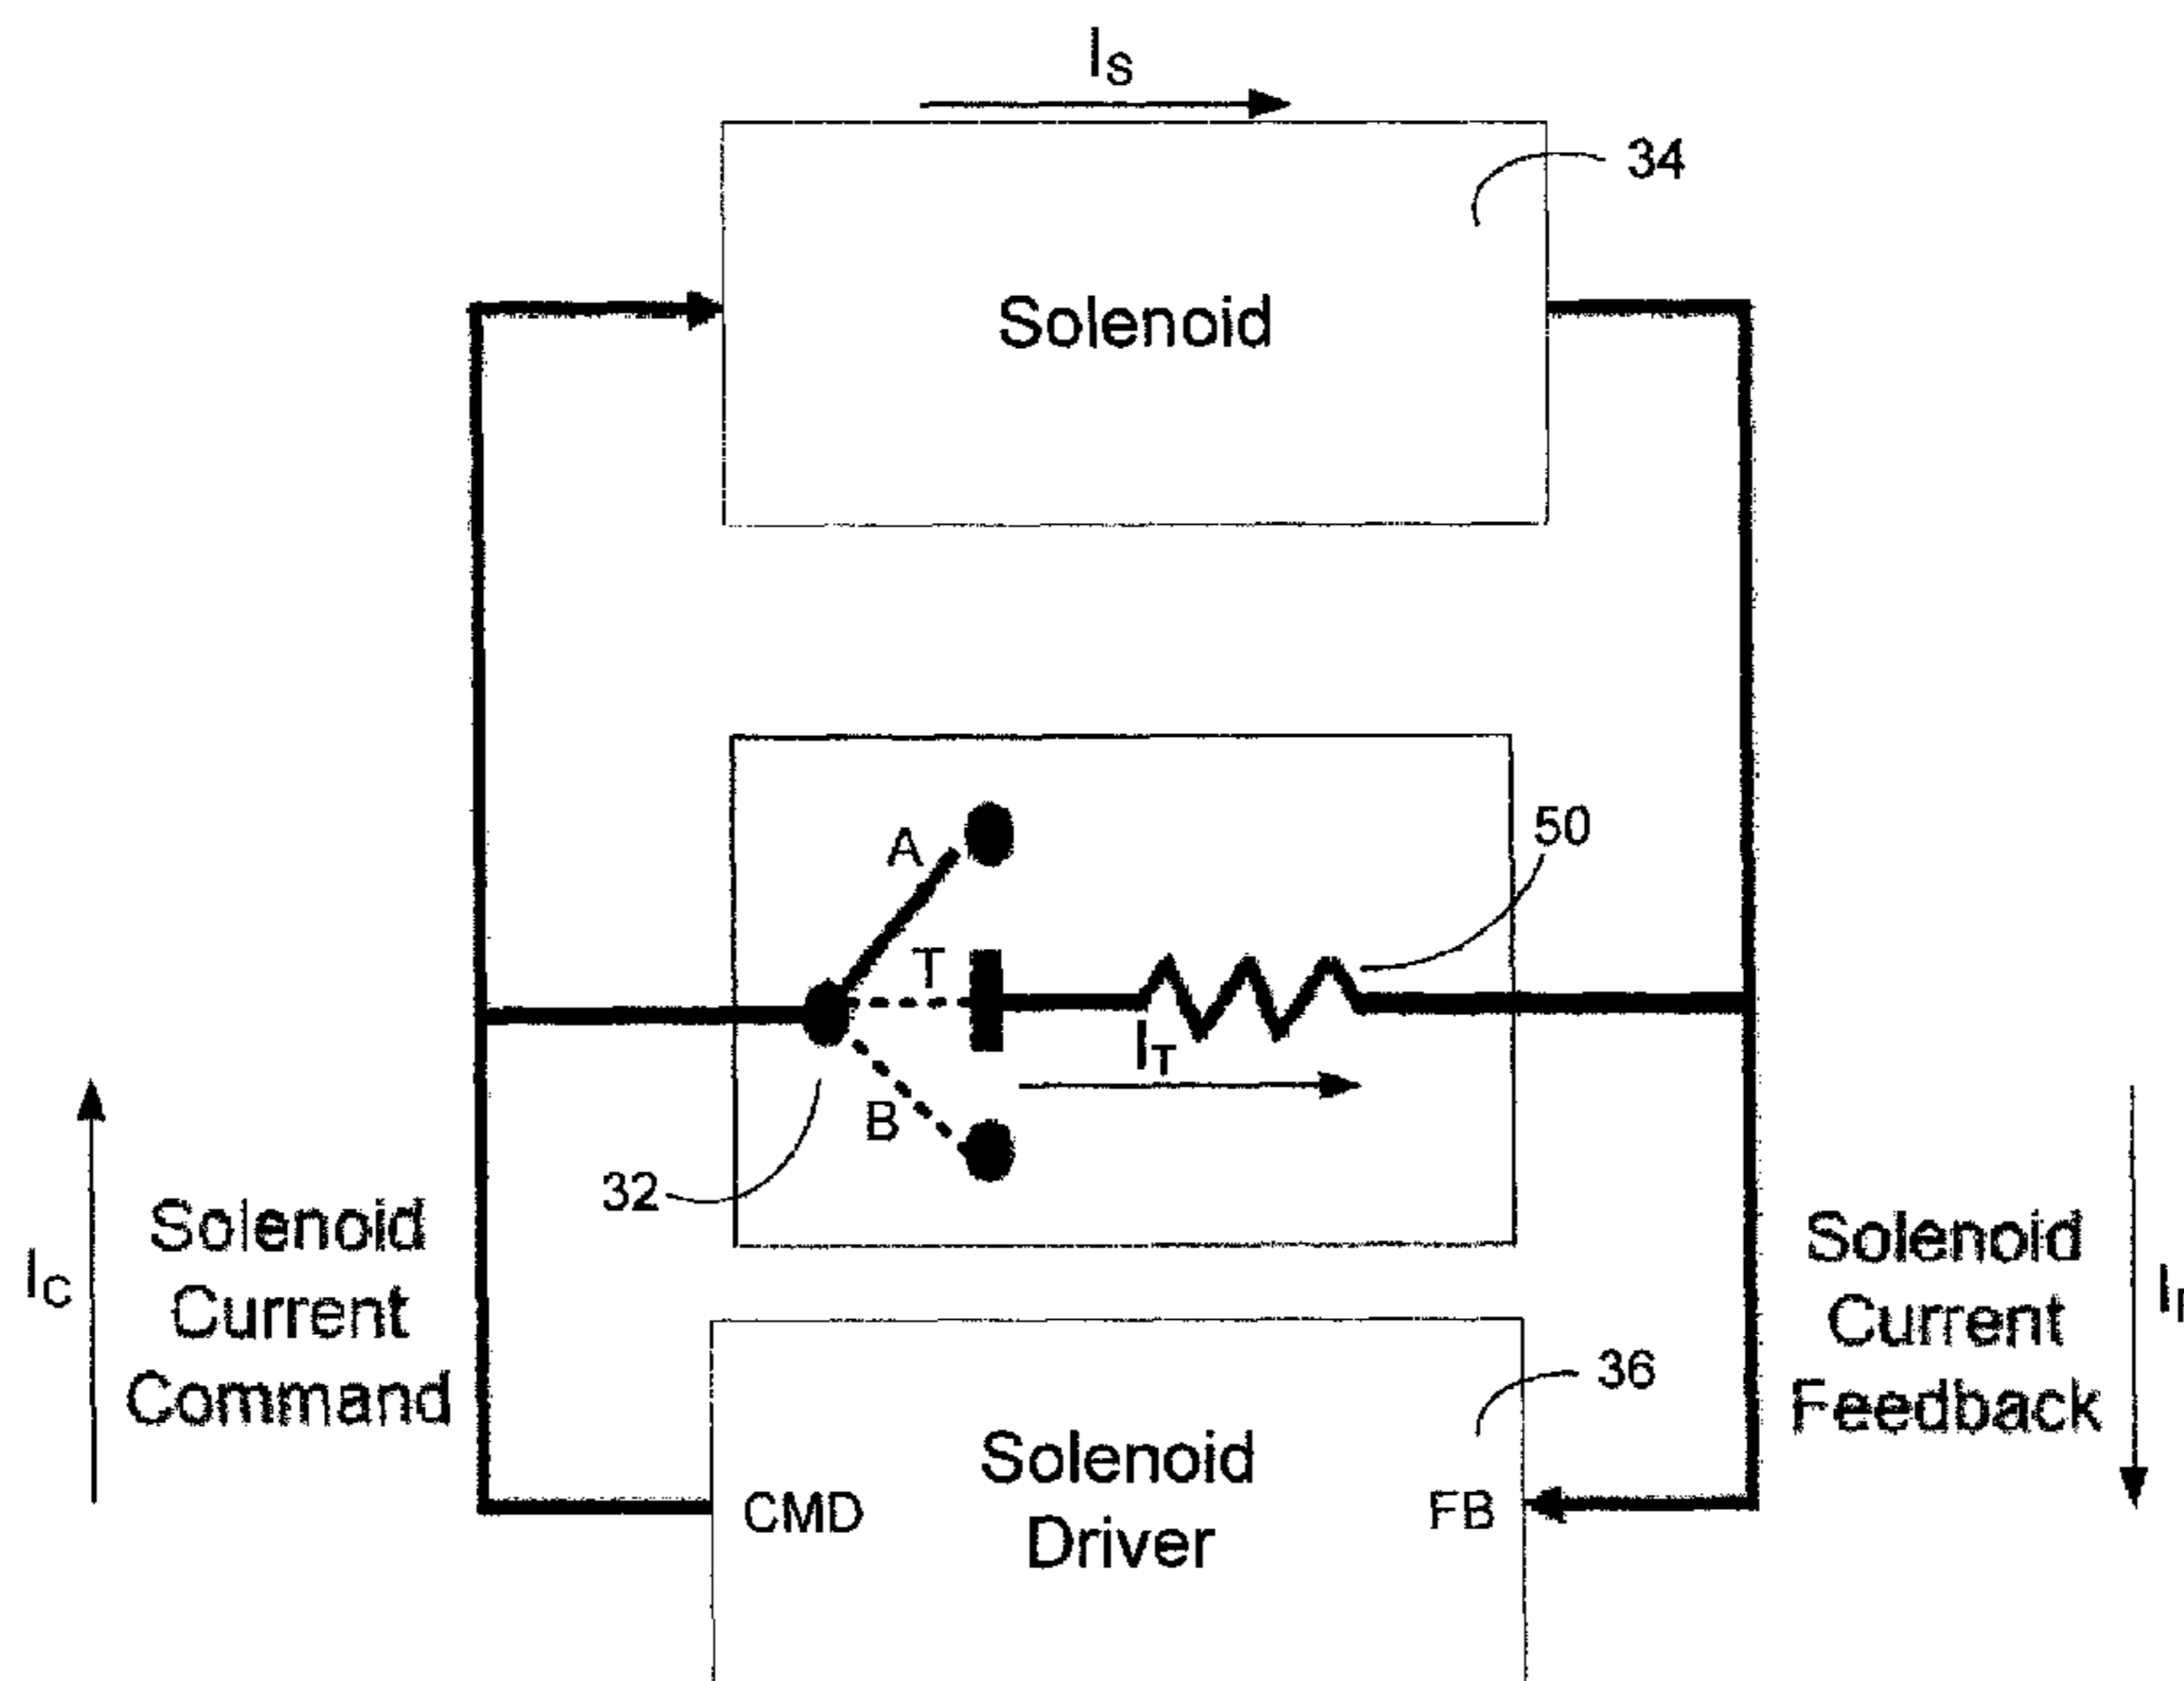 IS
34
Solenoid
A
T
B
50
IT
32
IC
Solenoid
Current
Command
Solenoid
Current
Feedback
36
Solenoid
Driver
CMD
FB